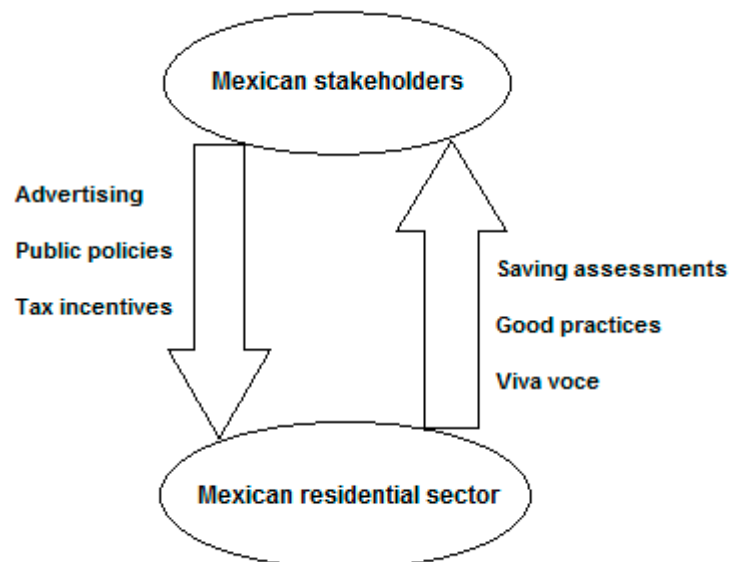 Mexican stakeholders
Advertising
Public policies
Tax incentives
Saving assessments
Good practices
Viva voce
Mexican residential sector